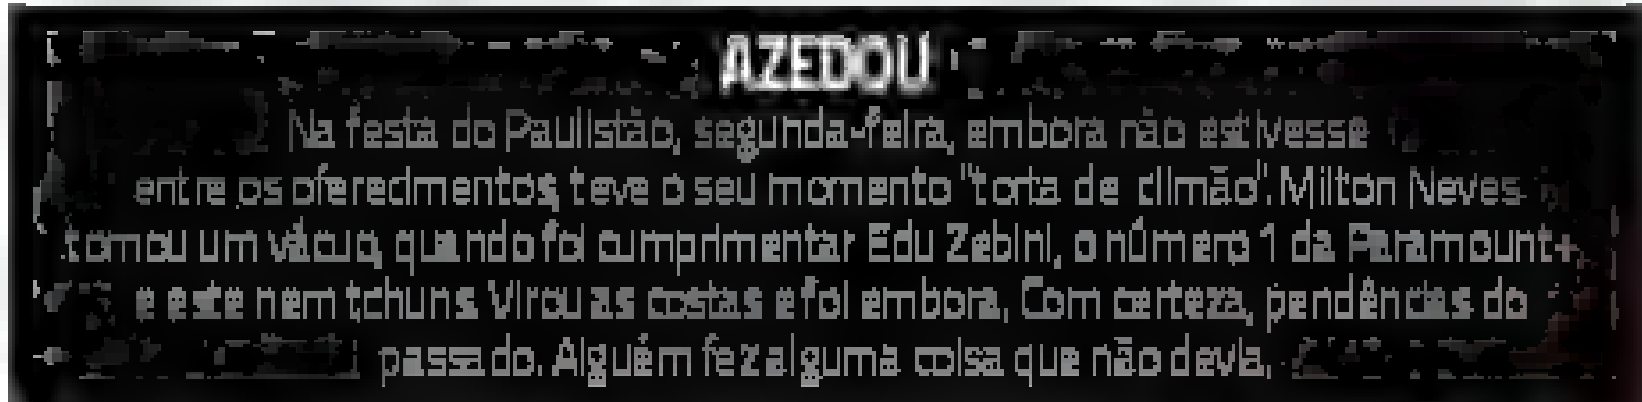 AZEDOU
Na festa do Paulistão, segunda-feira, embora não estivesse
entre os oferecimentos, teve o seu momento "torta de climão". Milton Neves
tomou um vácuo, quando foi cumprimentar Edu Zebini, o número 1 da Paramount+,
e este nem tchuns. Virou as costas e foi embora. Com certeza, pendências do
passado. Alguém fez alguma coisa que não devia.